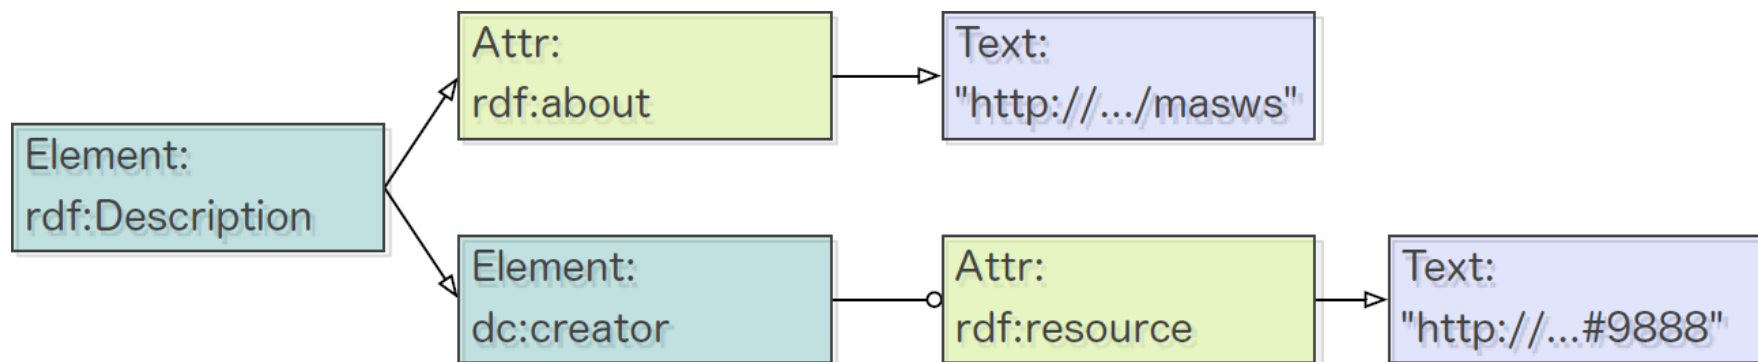 Attr:
rdf:about
Text:
"http://.../masws"
Element:
rdf:Description
Element:
dc:creator
Attr:
rdf:resource
Text:
"http://...#9888"